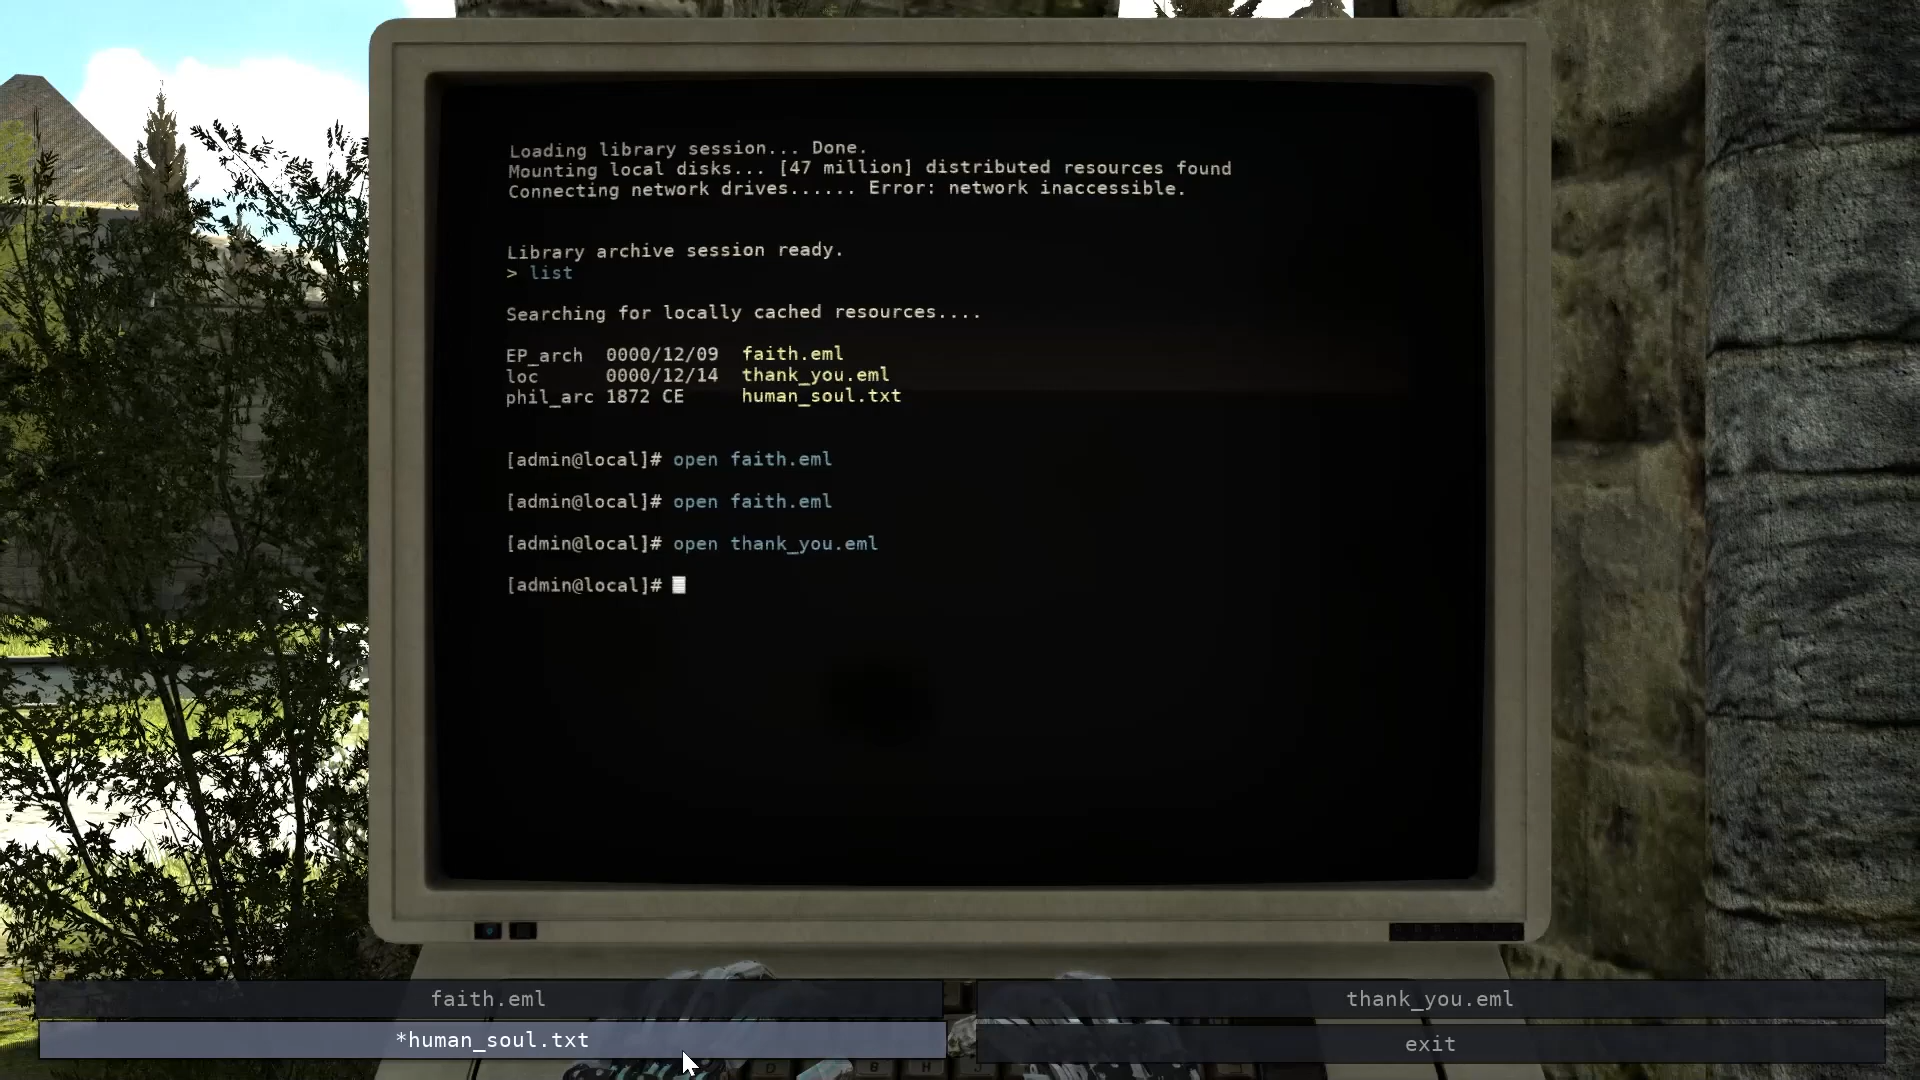 Loading library session... Done.
Mounting local disks... [47 million] distributed resources found
Connecting network drives...... Error: network inaccessible.
Library archive session ready.
> list
Searching for locally cached resources....
EP_arch 0000/12/09 faith.eml
loc 0000/12/14 thank_you.eml
phil_arc 1872 CE human_soul.txt
[admin@local]# open faith.eml
[admin@local]# open faith.eml
[admin@local]# open thank_you.eml
[admin@local]#
faith.eml thank_you.eml
*human_soul.txt exit